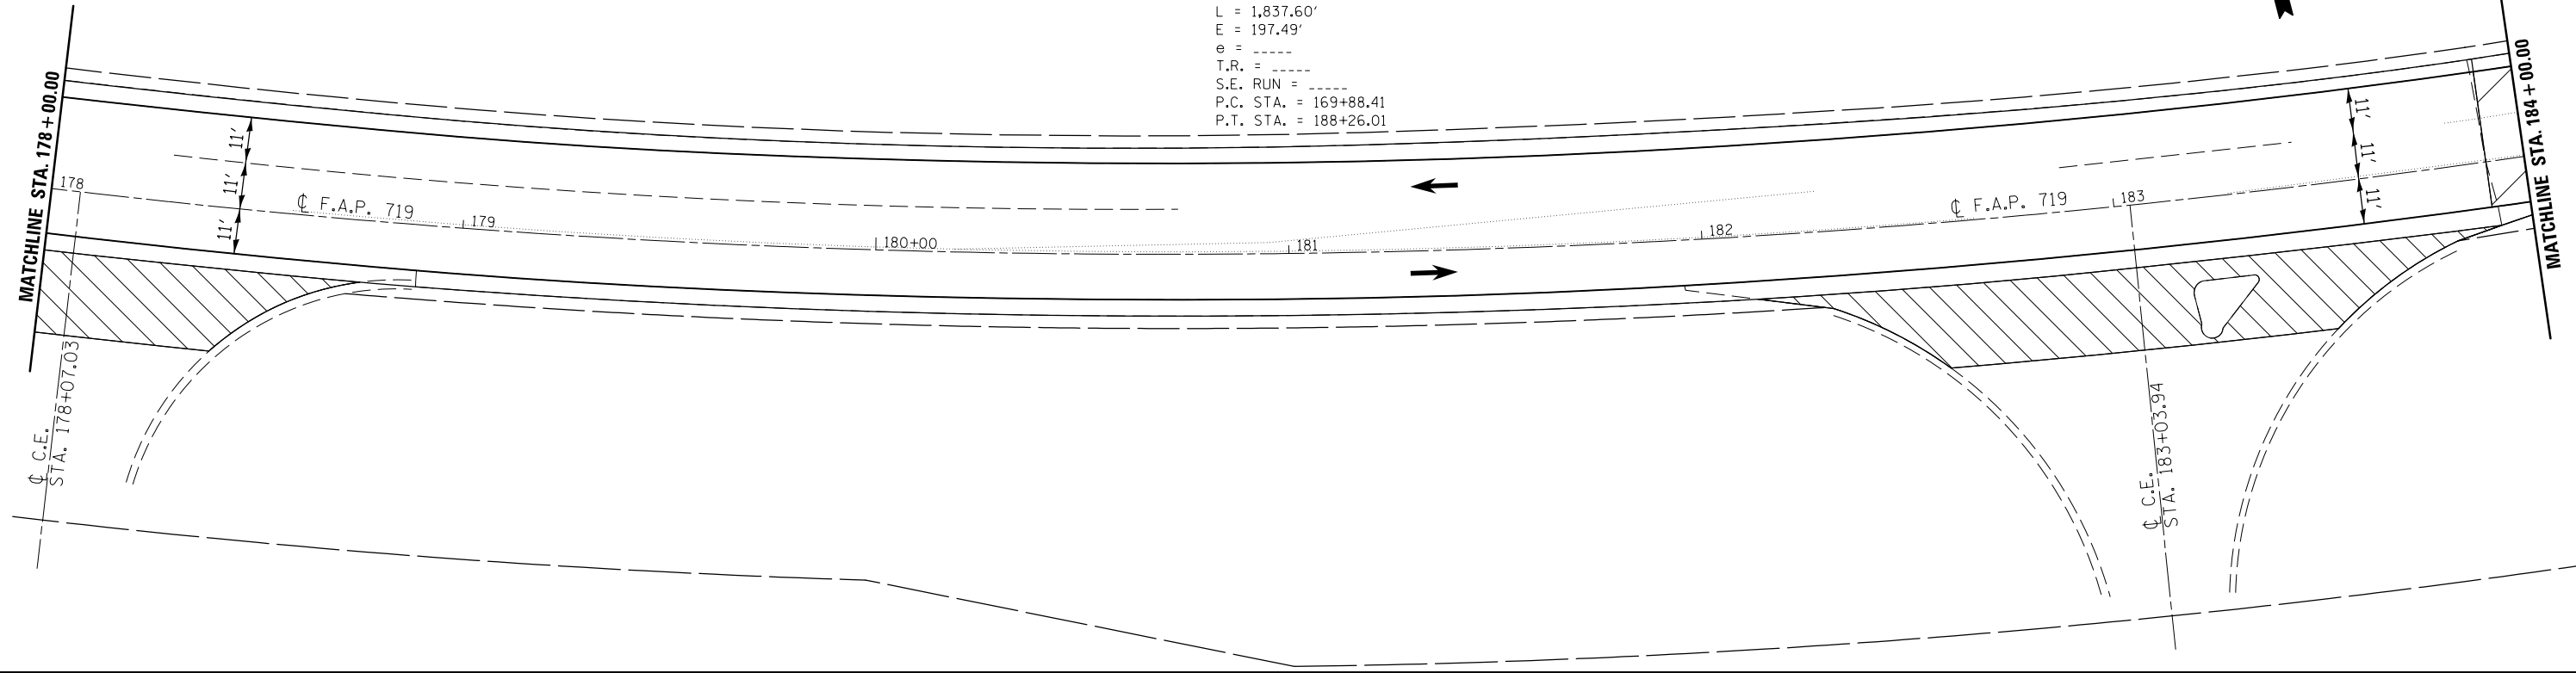 L = 1,837.60'
E = 197.49'
e = _____
T.R. = _____
S.E. RUN = _____
P.C. STA. = 169+88.41
P.T. STA. = 188+26.01
MATCHLINE STA. 178+00.00
MATCHLINE STA. 184+00.00
11'
11'
11'
11'
11'
11'
178
℄ F.A.P. 719
179
180+00
181
182
℄ F.A.P. 719
183
℄ C.E.
STA. 178+07.03
℄ C.E.
STA. 183+03.94